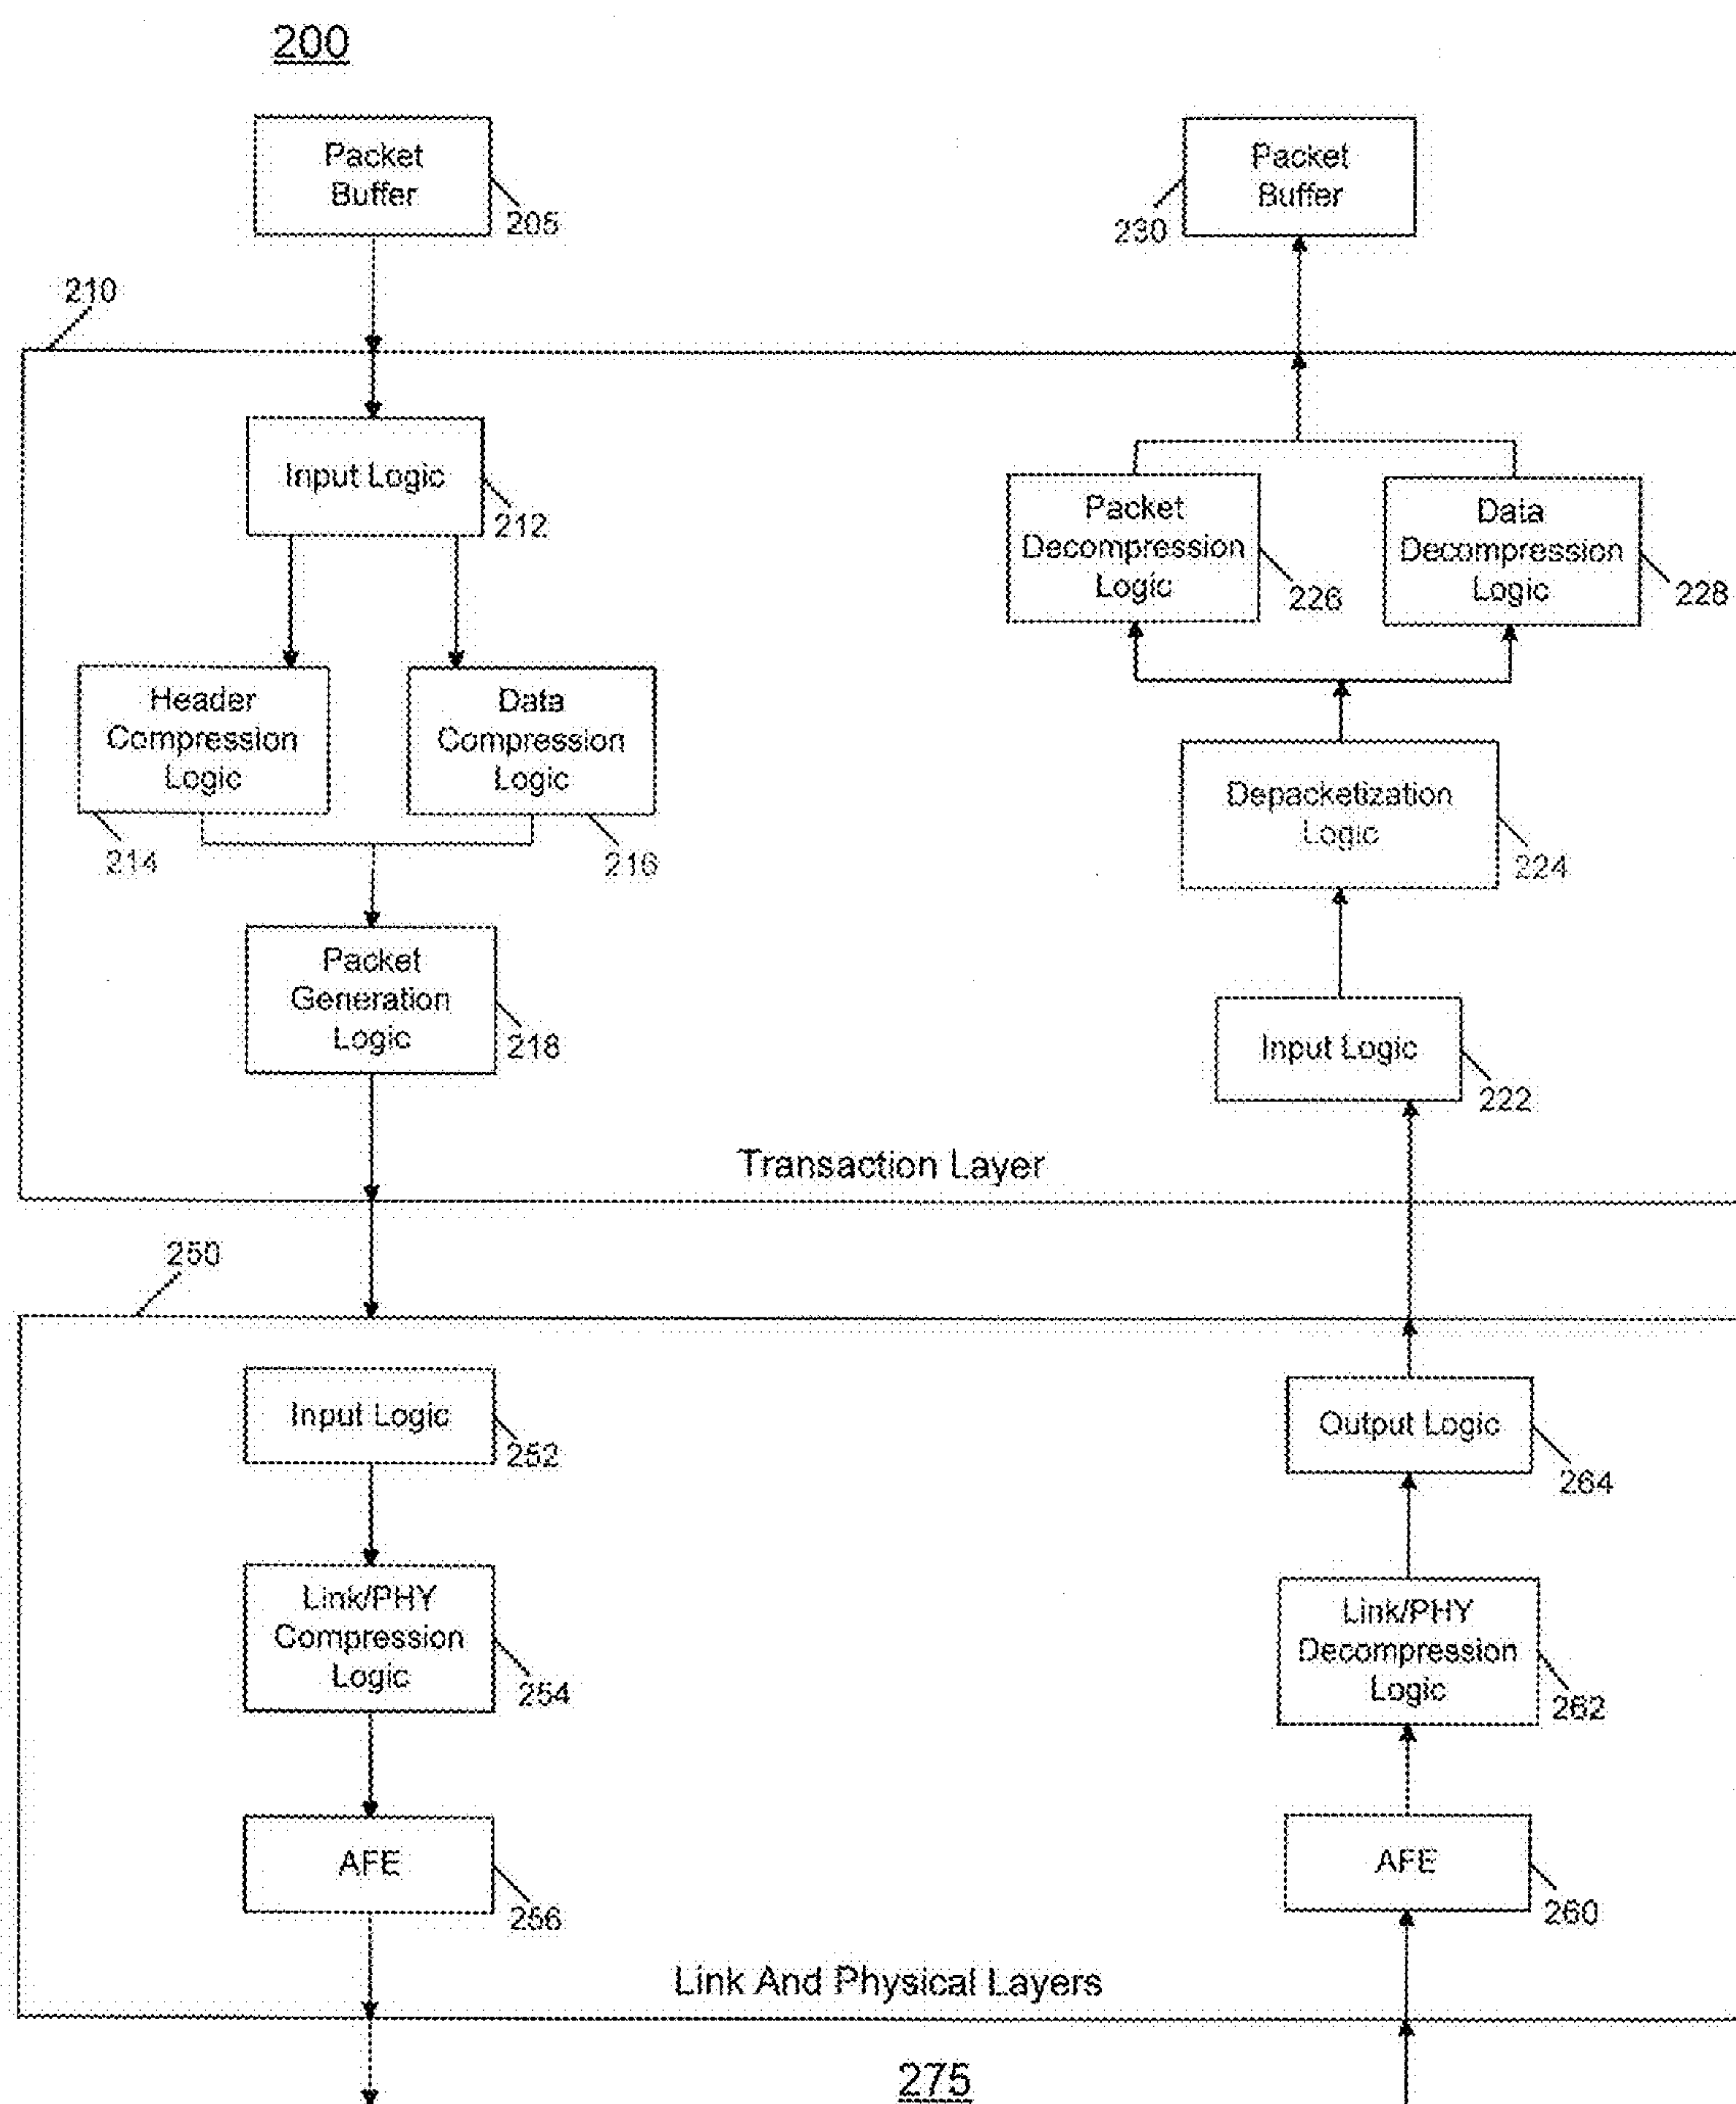 200
Packet
Buffer
205
Packet
Buffer
230
210
Input Logic
212
Packet
Decompression
Logic
226
Data
Decompression
Logic
228
Header
Compression
Logic
214
Data
Compression
Logic
216
Depacketization
Logic
224
Packet
Generation
Logic
218
Input Logic
222
Transaction Layer
250
Input Logic
252
Output Logic
264
Link/PHY
Compression
Logic
254
Link/PHY
Decompression
Logic
262
AFE
256
AFE
260
Link And Physical Layers
275